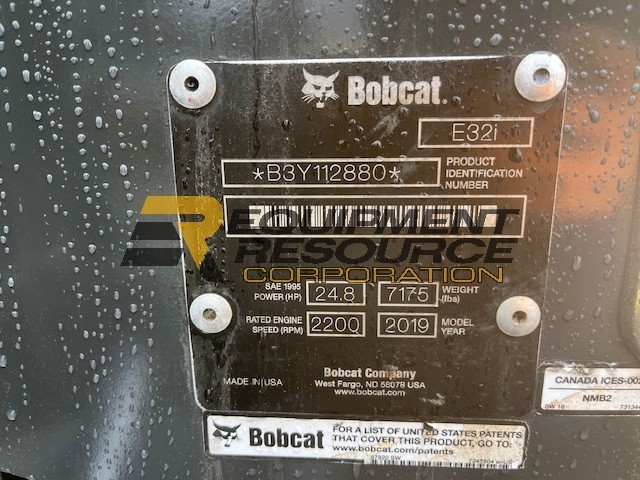 Bobcat.
E32i
*B3Y112880*
PRODUCT
IDENTIFICATION
NUMBER
EQUIPMENT
RESOURCE
CORPORATION
SAE 1995
POWER (HP)
24.8
7175
WEIGHT
(lbs)
RATED ENGINE
SPEED (RPM)
2200
2019
MODEL
YEAR
MADE IN USA
Bobcat Company
West Fargo, ND 58078 USA
www.bobcat.com
CANADA ICES-002
NMB2
SW 16
Bobcat
FOR A LIST OF UNITED STATES PATENTS
THAT COVER THIS PRODUCT, GO TO:
www.bobcat.com/patents